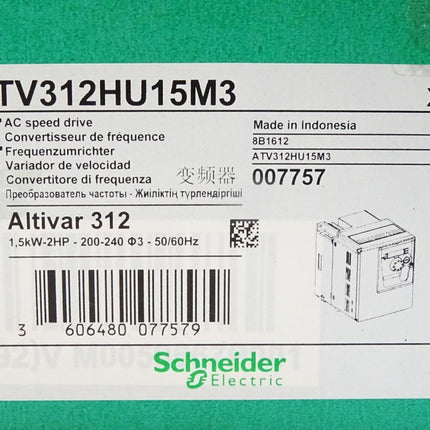 TV312HU15M3
AC speed drive
Convertisseur de fréquence
Frequenzumrichter
Variador de velocidad
Convertitore di frequenza 变频器
Преобразователь частоты - Жиіліктің түрлендіргіші
Made in Indonesia
8B1612
ATV312HU15M3
007757
Altivar 312
1,5kW-2HP - 200-240 Φ3 - 50/60Hz
3 606480 077579
Schneider
Electric